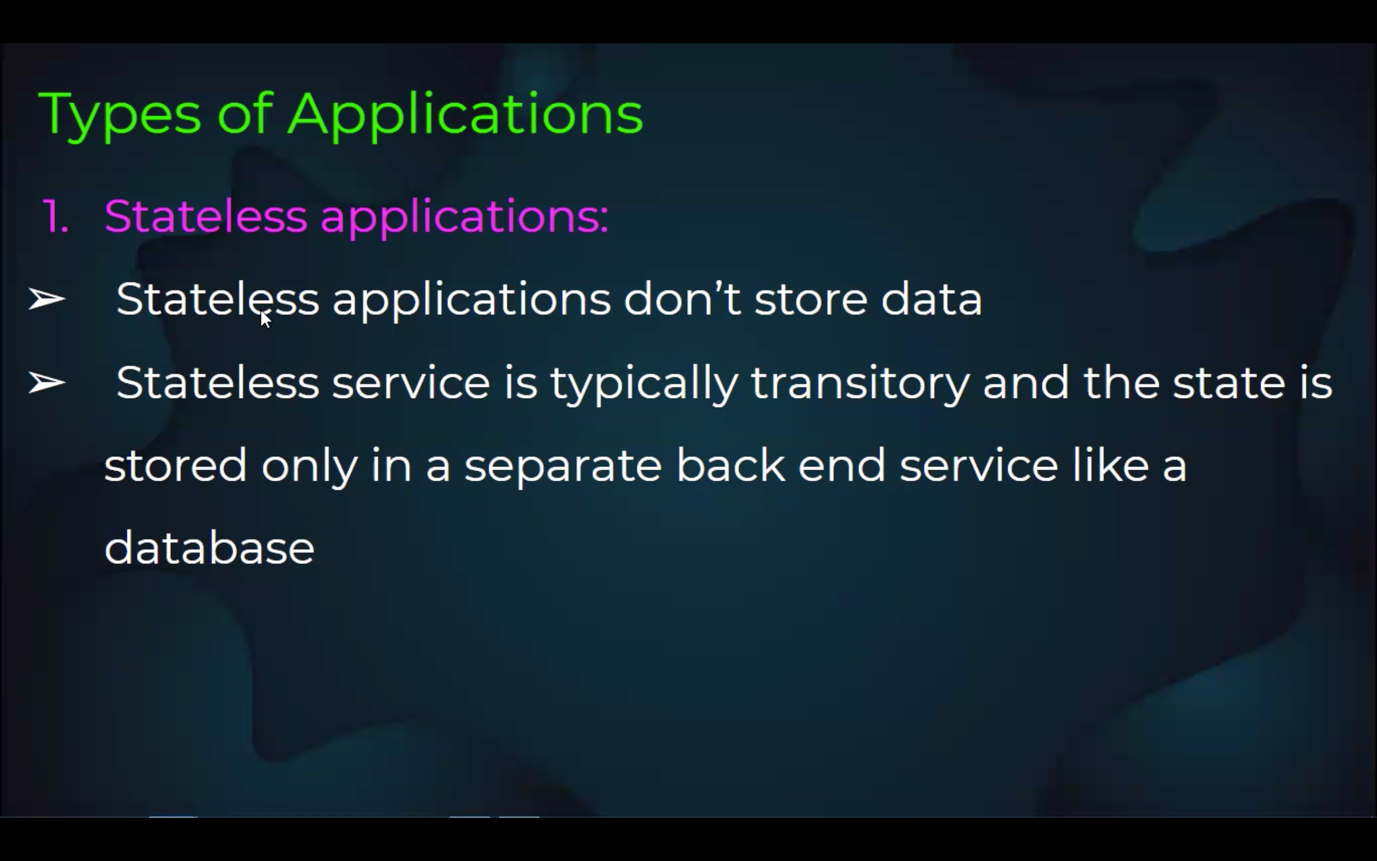 Types of Applications
1. Stateless applications:
➢ Stateless applications don’t store data
➢ Stateless service is typically transitory and the state is
stored only in a separate back end service like a
database